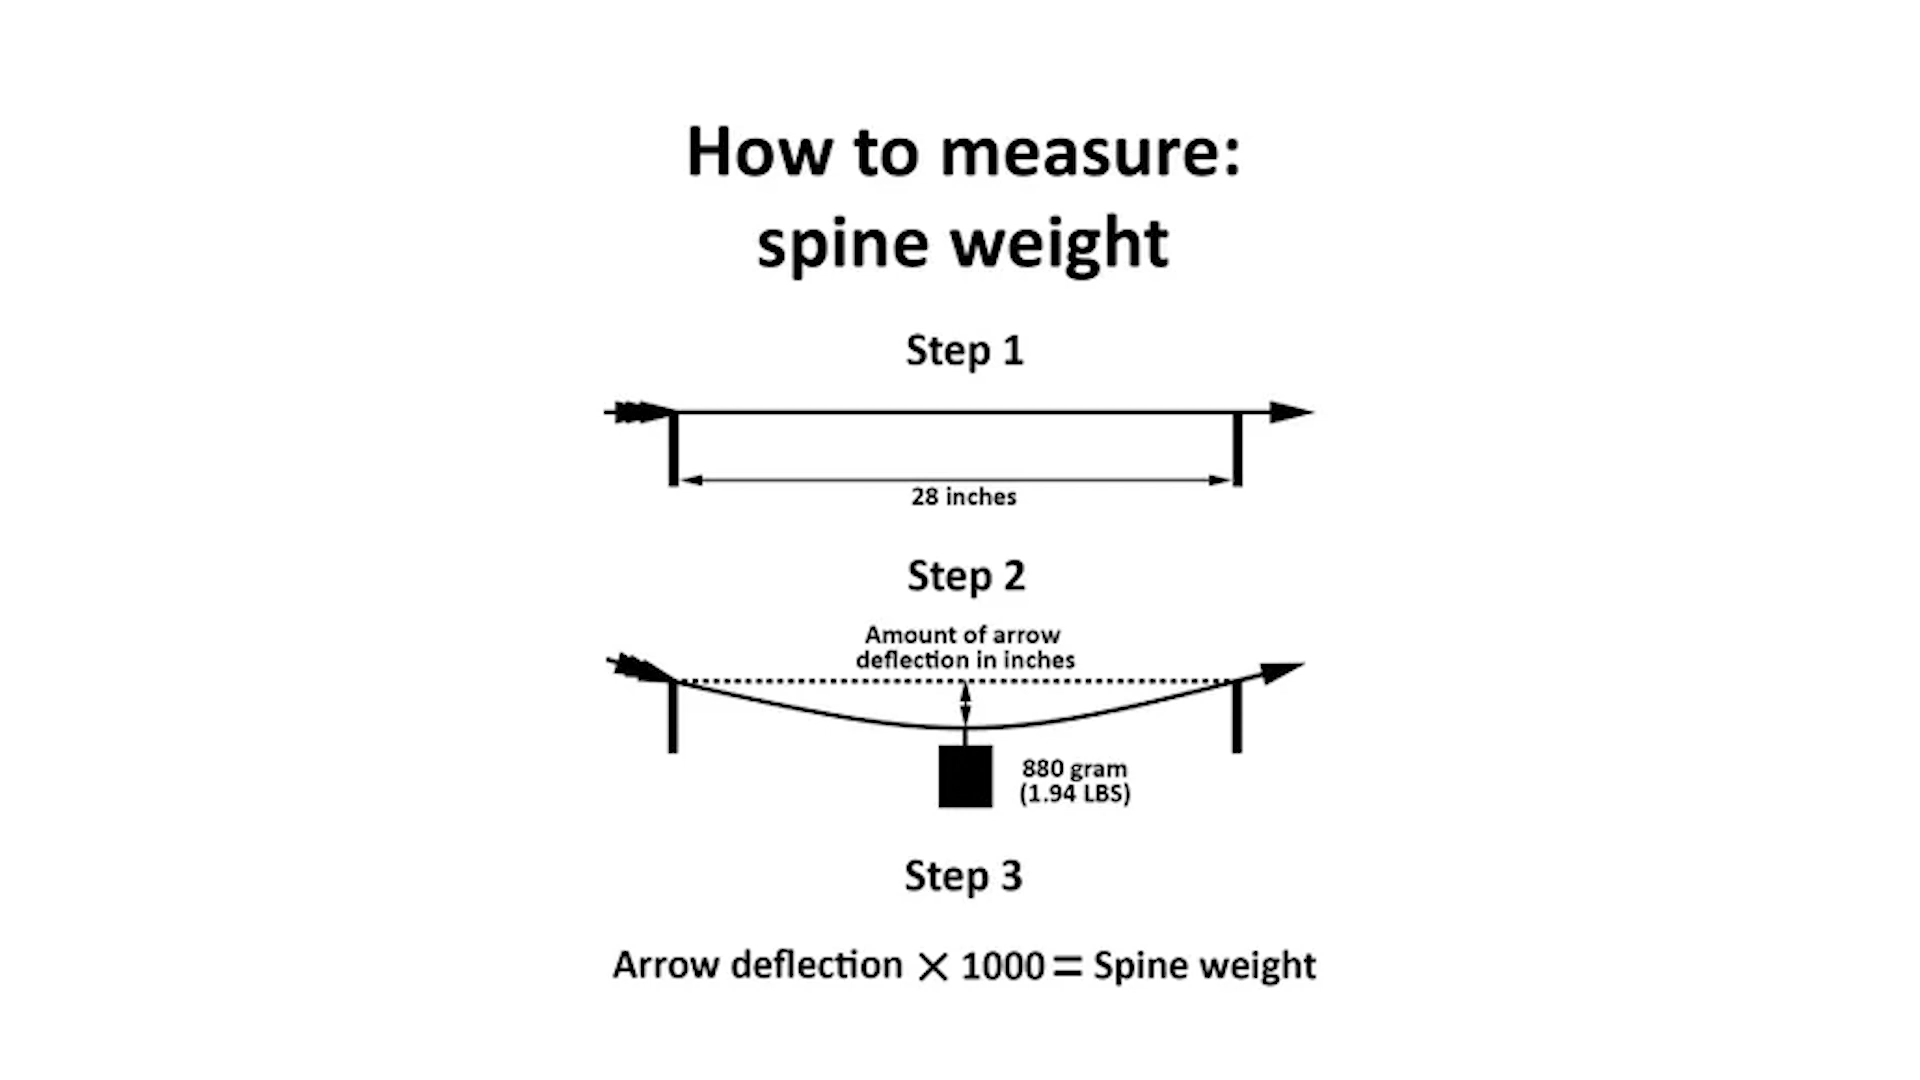 How to measure:
spine weight
Step 1
28 inches
Step 2
Amount of arrow
deflection in inches
880 gram
(1.94 LBS)
Step 3
Arrow deflection × 1000 = Spine weight